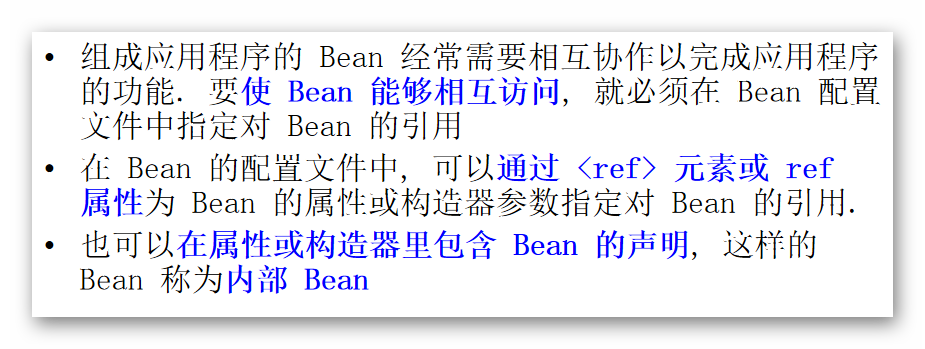 • 组成应用程序的 Bean 经常需要相互协作以完成应用程序
的功能. 要使 Bean 能够相互访问, 就必须在 Bean 配置
文件中指定对 Bean 的引用
• 在 Bean 的配置文件中, 可以通过 <ref> 元素或 ref
属性为 Bean 的属性或构造器参数指定对 Bean 的引用.
• 也可以在属性或构造器里包含 Bean 的声明, 这样的
Bean 称为内部 Bean